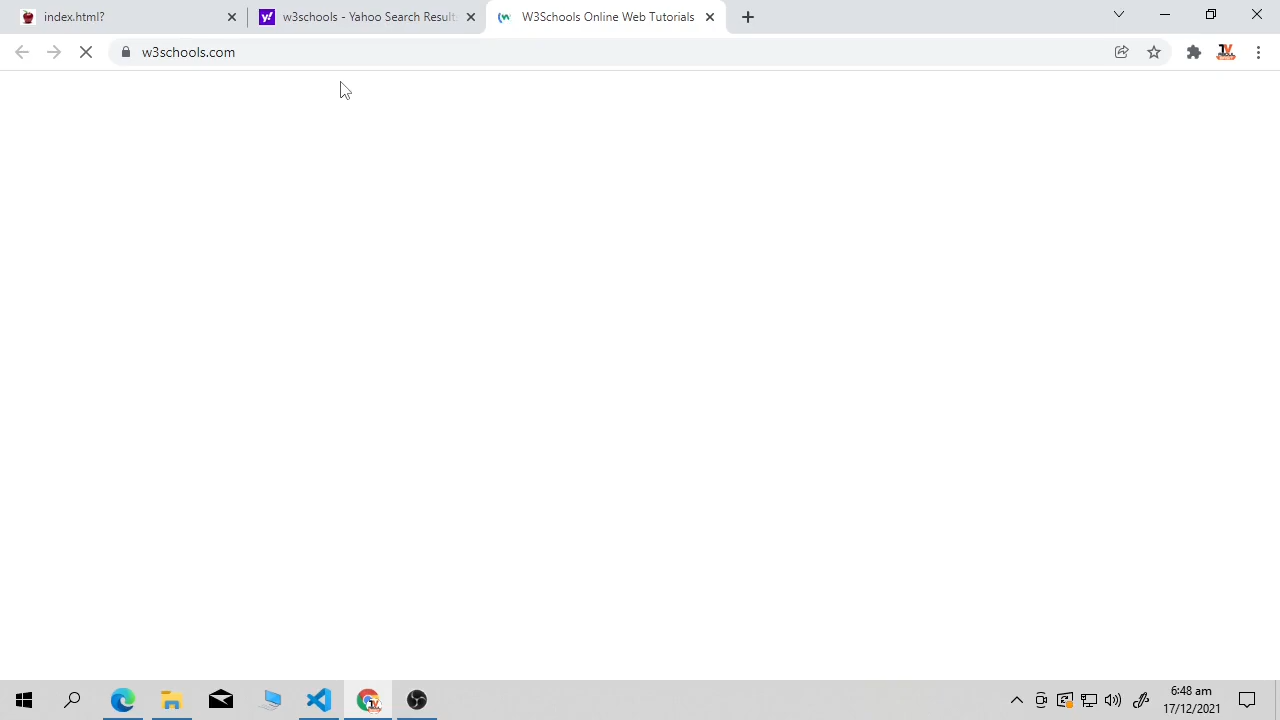 index.html?
w3schools - Yahoo Search Result
W3Schools Online Web Tutorials
w3schools.com
6:48 am
17/12/2021